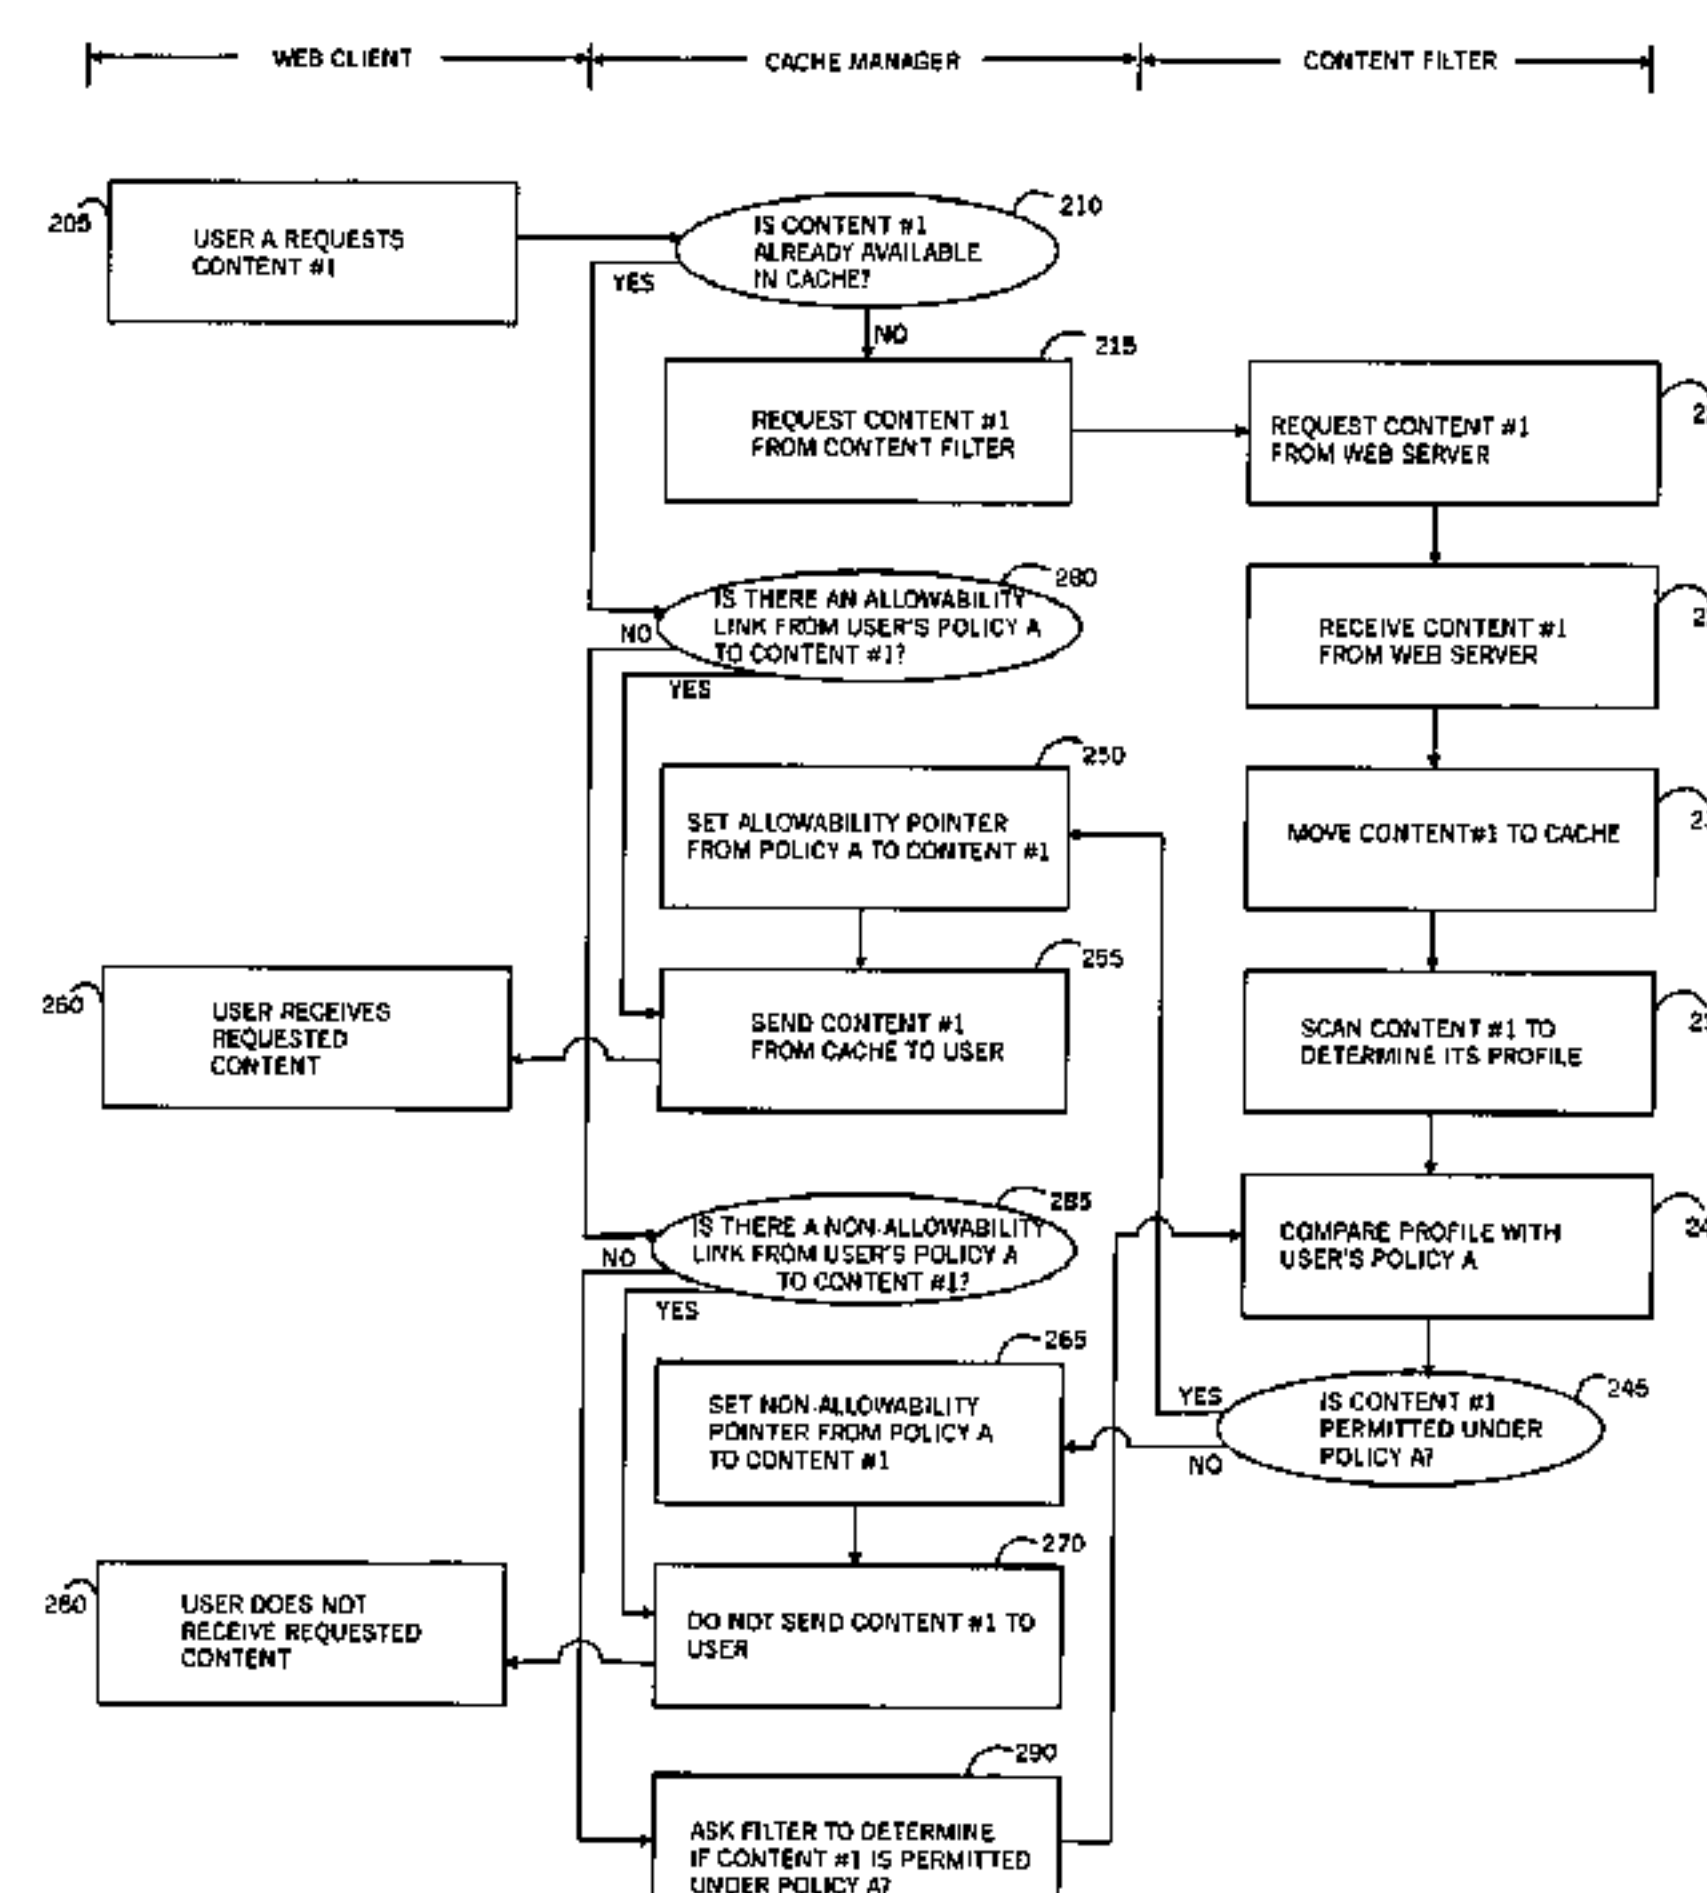 WEB CLIENT
CACHE MANAGER
CONTENT FILTER
205
USER A REQUESTS
CONTENT #1
210
IS CONTENT #1
ALREADY AVAILABLE
IN CACHE?
YES
NO
215
REQUEST CONTENT #1
FROM CONTENT FILTER
REQUEST CONTENT #1
FROM WEB SERVER
2
280
IS THERE AN ALLOWABILITY
LINK FROM USER'S POLICY A
TO CONTENT #1?
NO
YES
RECEIVE CONTENT #1
FROM WEB SERVER
2
250
SET ALLOWABILITY POINTER
FROM POLICY A TO CONTENT #1
MOVE CONTENT#1 TO CACHE
2
255
SEND CONTENT #1
FROM CACHE TO USER
260
USER RECEIVES
REQUESTED
CONTENT
SCAN CONTENT #1 TO
DETERMINE ITS PROFILE
2
285
IS THERE A NON-ALLOWABILITY
LINK FROM USER'S POLICY A
TO CONTENT #1?
NO
YES
COMPARE PROFILE WITH
USER'S POLICY A
24
265
SET NON-ALLOWABILITY
POINTER FROM POLICY A
TO CONTENT #1
YES
NO
245
IS CONTENT #1
PERMITTED UNDER
POLICY A?
270
DO NOT SEND CONTENT #1 TO
USER
280
USER DOES NOT
RECEIVE REQUESTED
CONTENT
290
ASK FILTER TO DETERMINE
IF CONTENT #1 IS PERMITTED
UNDER POLICY A?